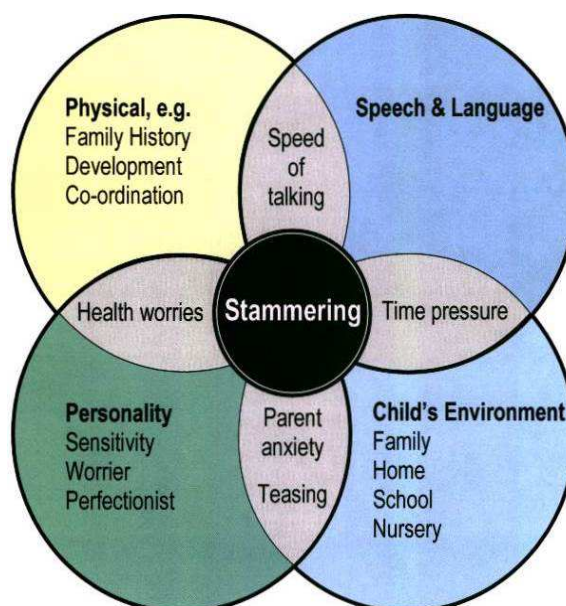 Physical, e.g.
Family History
Development
Co-ordination
Speed
of
talking
Speech & Language
Health worries
Stammering
Time pressure
Personality
Sensitivity
Worrier
Perfectionist
Parent
anxiety
Teasing
Child's Environment
Family
Home
School
Nursery